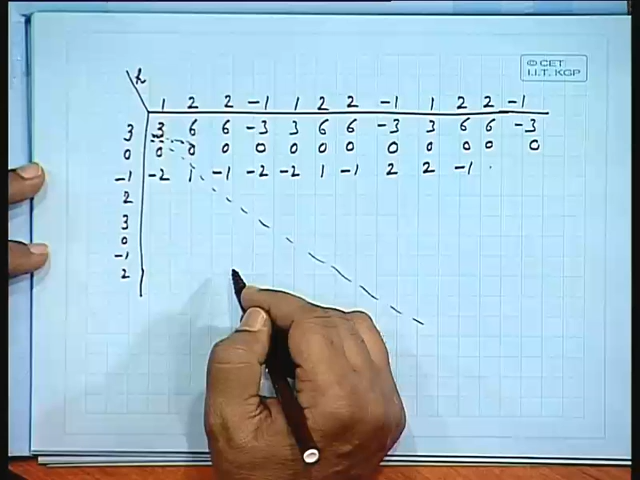 © CET
I.I.T. KGP
h
1 2 2 -1 1 2 2 -1 1 2 2 -1
3 3 6 6 -3 3 6 6 -3 3 6 6 -3
0 0 0 0 0 0 0 0 0 0 0 0 0
-1 -2 1 -1 -2 -2 1 -1 2 2 -1
2
3
0
-1
2